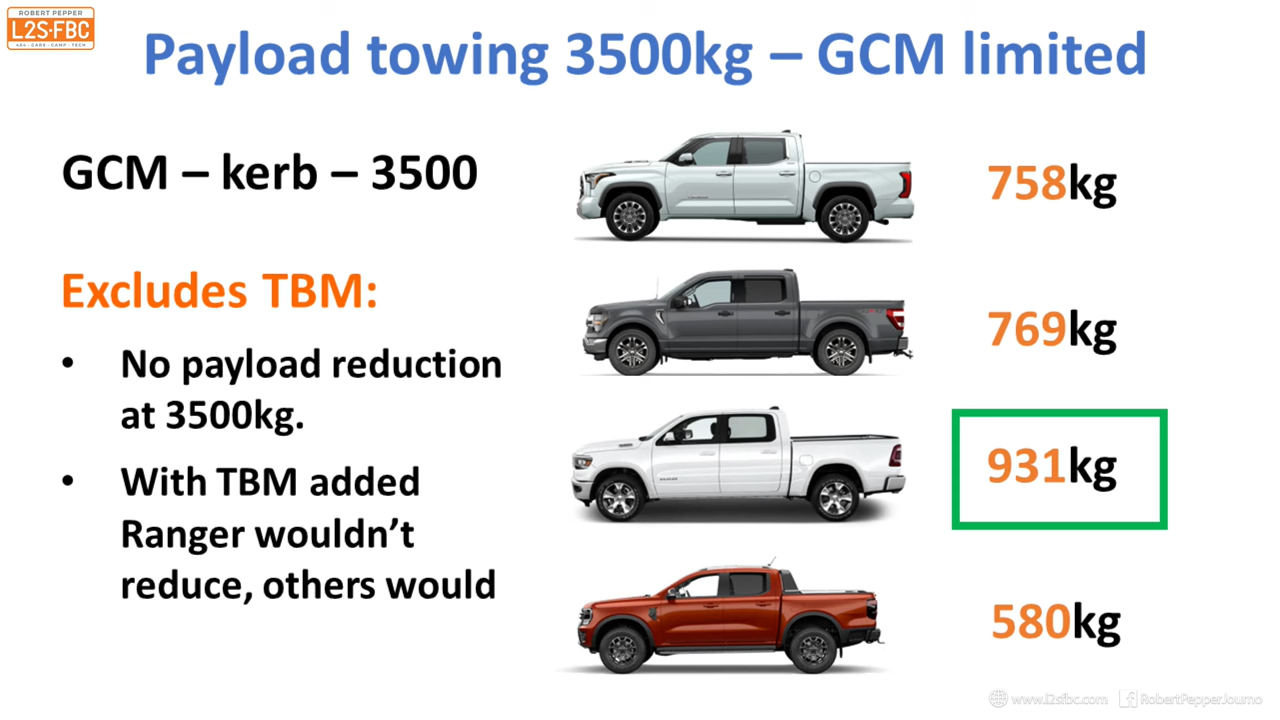 ROBERT PEPPER
L2S-FBC
4X4 - CARS - CAMP - TECH
Payload towing 3500kg – GCM limited
GCM – kerb – 3500
758kg
Excludes TBM:
769kg
• No payload reduction
at 3500kg.
931kg
• With TBM added
Ranger wouldn’t
reduce, others would
580kg
www.l2sfbc.com
RobertPepperJourno